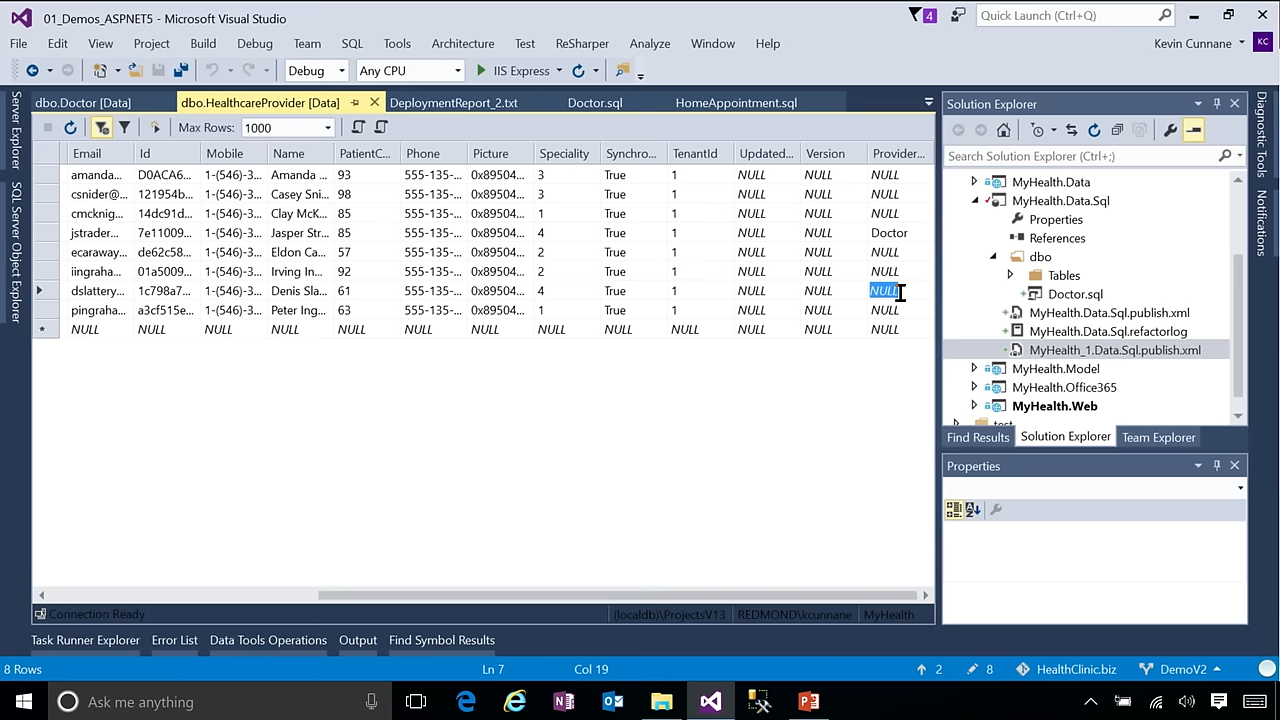 01_Demos_ASPNET5 - Microsoft Visual Studio
4
Quick Launch (Ctrl+Q)
File Edit View Project Build Debug Team SQL Tools Architecture Test ReSharper Analyze Window Help
Kevin Cunnane KC
Debug Any CPU IIS Express
Server Explorer
SQL Server Object Explorer
dbo.Doctor [Data] dbo.HealthcareProvider [Data] DeploymentReport_2.txt Doctor.sql HomeAppointment.sql
Max Rows: 1000
Email Id Mobile Name PatientC... Phone Picture Speciality Synchro... TenantId Updated... Version Provider...
amanda... D0ACA6... 1-(546)-3... Amanda ... 93 555-135-... 0x89504... 3 True 1 NULL NULL NULL
csnider@... 121954b... 1-(546)-3... Casey Sni... 98 555-135-... 0x89504... 3 True 1 NULL NULL NULL
cmcknig... 14dc91d... 1-(546)-3... Clay McK... 85 555-135-... 0x89504... 1 True 1 NULL NULL NULL
jstrader... 7e11009... 1-(546)-3... Jasper Str... 85 555-135-... 0x89504... 4 True 1 NULL NULL Doctor
ecaraway... de62c58... 1-(546)-3... Eldon Ca... 57 555-135-... 0x89504... 2 True 1 NULL NULL NULL
iingraha... 01a5009... 1-(546)-3... Irving In... 92 555-135-... 0x89504... 2 True 1 NULL NULL NULL
dslattery... 1c798a7... 1-(546)-3... Denis Sla... 61 555-135-... 0x89504... 4 True 1 NULL NULL NULL
pingraha... a3cf515e... 1-(546)-3... Peter Ing... 63 555-135-... 0x89504... 1 True 1 NULL NULL NULL
NULL NULL NULL NULL NULL NULL NULL NULL NULL NULL NULL NULL NULL
Connection Ready (localdb)\ProjectsV13 REDMOND\kcunnane MyHealth
Solution Explorer
Search Solution Explorer (Ctrl+;)
MyHealth.Data
MyHealth.Data.Sql
Properties
References
dbo
Tables
Doctor.sql
MyHealth.Data.Sql.publish.xml
MyHealth.Data.Sql.refactorlog
MyHealth_1.Data.Sql.publish.xml
MyHealth.Model
MyHealth.Office365
MyHealth.Web
test
Find Results Solution Explorer Team Explorer
Properties
Diagnostic Tools
Notifications
Task Runner Explorer Error List Data Tools Operations Output Find Symbol Results
8 Rows Ln 7 Col 19 2 8 HealthClinic.biz DemoV2
Ask me anything